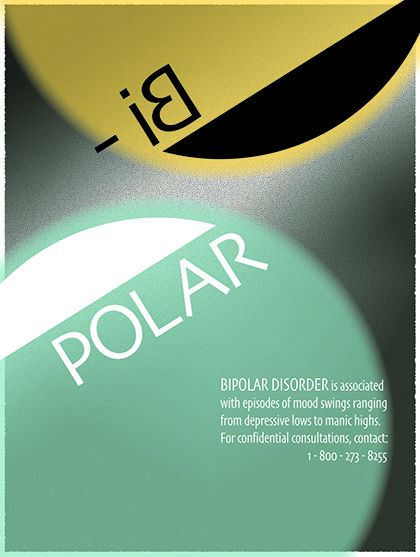 Bi -
POLAR
BIPOLAR DISORDER is associated
with episodes of mood swings ranging
from depressive lows to manic highs.
For confidential consultations, contact:
1 - 800 - 273 - 8255